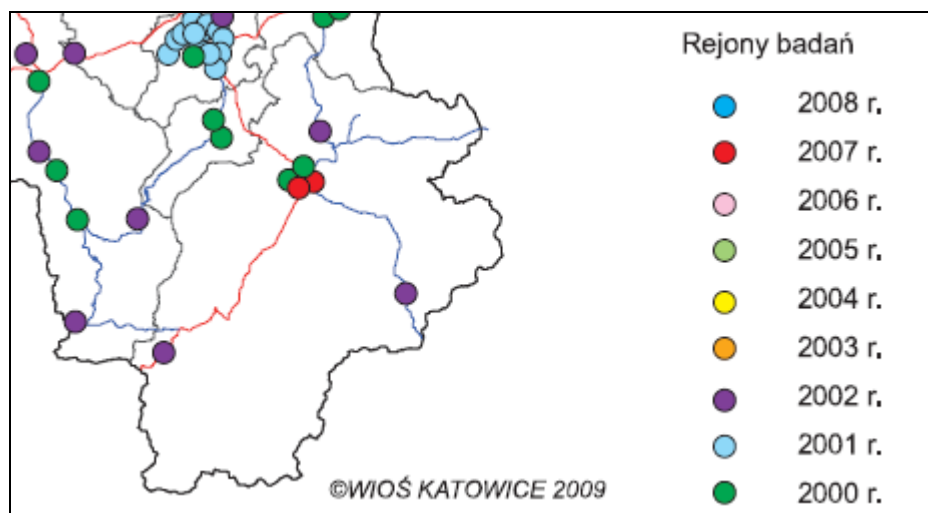 Rejony badań
2008 r.
2007 r.
2006 r.
2005 r.
2004 r.
2003 r.
2002 r.
2001 r.
2000 r.
©WIOŚ KATOWICE 2009